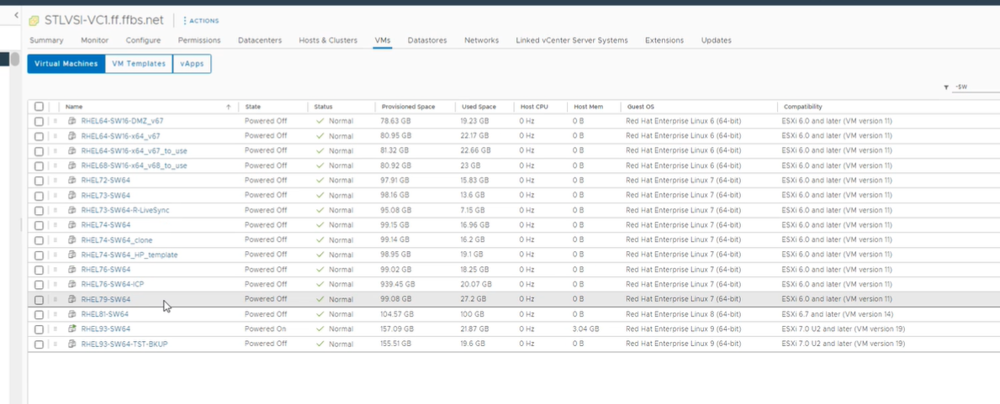 STLVSI-VC1.ff.ffbs.net ACTIONS
Summary Monitor Configure Permissions Datacenters Hosts & Clusters VMs Datastores Networks Linked vCenter Server Systems Extensions Updates
Virtual Machines VM Templates vApps
-sw
Name State Status Provisioned Space Used Space Host CPU Host Mem Guest OS Compatibility
RHEL64-SW16-DMZ_v67 Powered Off Normal 78.63 GB 19.23 GB 0 Hz 0 B Red Hat Enterprise Linux 6 (64-bit) ESXi 6.0 and later (VM version 11)
RHEL64-SW16-x64_v67 Powered Off Normal 80.95 GB 22.17 GB 0 Hz 0 B Red Hat Enterprise Linux 6 (64-bit) ESXi 6.0 and later (VM version 11)
RHEL64-SW16-x64_v67_to_use Powered Off Normal 81.32 GB 22.66 GB 0 Hz 0 B Red Hat Enterprise Linux 6 (64-bit) ESXi 6.0 and later (VM version 11)
RHEL68-SW16-x64_v68_to_use Powered Off Normal 80.92 GB 23 GB 0 Hz 0 B Red Hat Enterprise Linux 6 (64-bit) ESXi 6.0 and later (VM version 11)
RHEL72-SW64 Powered Off Normal 97.91 GB 15.83 GB 0 Hz 0 B Red Hat Enterprise Linux 7 (64-bit) ESXi 6.0 and later (VM version 11)
RHEL73-SW64 Powered Off Normal 98.16 GB 13.6 GB 0 Hz 0 B Red Hat Enterprise Linux 7 (64-bit) ESXi 6.0 and later (VM version 11)
RHEL73-SW64-R-LiveSync Powered Off Normal 95.08 GB 7.15 GB 0 Hz 0 B Red Hat Enterprise Linux 7 (64-bit) ESXi 6.0 and later (VM version 11)
RHEL74-SW64 Powered Off Normal 99.15 GB 16.96 GB 0 Hz 0 B Red Hat Enterprise Linux 7 (64-bit) ESXi 6.0 and later (VM version 11)
RHEL74-SW64_clone Powered Off Normal 99.14 GB 16.2 GB 0 Hz 0 B Red Hat Enterprise Linux 7 (64-bit) ESXi 6.0 and later (VM version 11)
RHEL74-SW64_HP_template Powered Off Normal 98.95 GB 19.1 GB 0 Hz 0 B Red Hat Enterprise Linux 7 (64-bit) ESXi 6.0 and later (VM version 11)
RHEL76-SW64 Powered Off Normal 99.02 GB 18.25 GB 0 Hz 0 B Red Hat Enterprise Linux 7 (64-bit) ESXi 6.0 and later (VM version 11)
RHEL76-SW64-ICP Powered Off Normal 939.45 GB 20.07 GB 0 Hz 0 B Red Hat Enterprise Linux 7 (64-bit) ESXi 6.0 and later (VM version 11)
RHEL79-SW64 Powered Off Normal 99.08 GB 27.2 GB 0 Hz 0 B Red Hat Enterprise Linux 7 (64-bit) ESXi 6.0 and later (VM version 11)
RHEL81-SW64 Powered Off Normal 104.57 GB 100 GB 0 Hz 0 B Red Hat Enterprise Linux 8 (64-bit) ESXi 6.7 and later (VM version 14)
RHEL93-SW64 Powered On Normal 157.09 GB 21.87 GB 0 Hz 3.04 GB Red Hat Enterprise Linux 9 (64-bit) ESXi 7.0 U2 and later (VM version 19)
RHEL93-SW64-TST-BKUP Powered Off Normal 155.51 GB 19.6 GB 0 Hz 0 B Red Hat Enterprise Linux 9 (64-bit) ESXi 7.0 U2 and later (VM version 19)